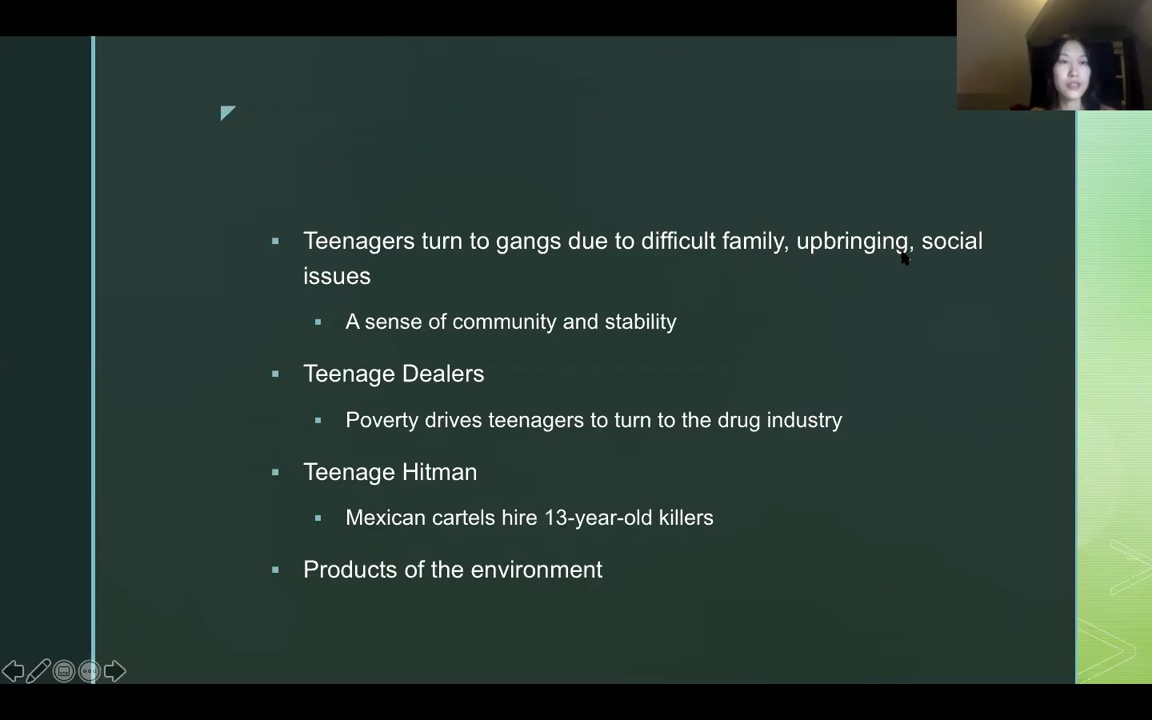 Teenagers turn to gangs due to difficult family, upbringing, social
issues
A sense of community and stability
Teenage Dealers
Poverty drives teenagers to turn to the drug industry
Teenage Hitman
Mexican cartels hire 13-year-old killers
Products of the environment